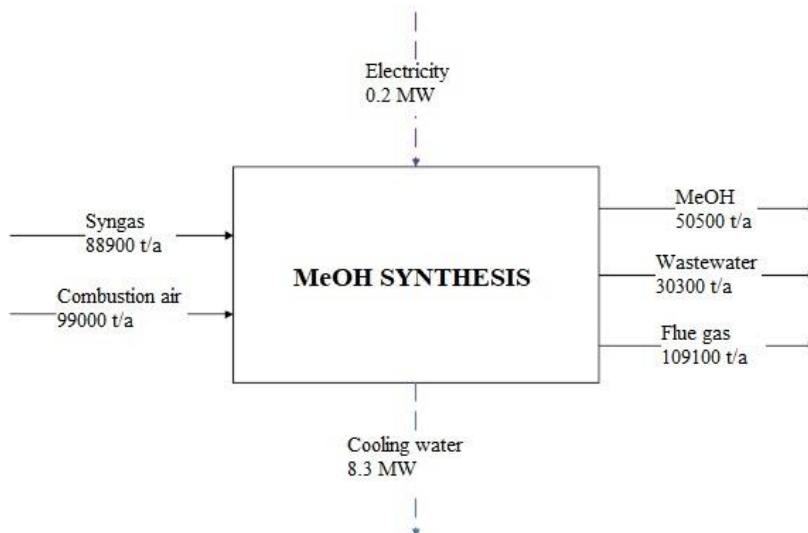 Electricity
0.2 MW
Syngas
88900 t/a
Combustion air
99000 t/a
MeOH SYNTHESIS
MeOH
50500 t/a
Wastewater
30300 t/a
Flue gas
109100 t/a
Cooling water
8.3 MW